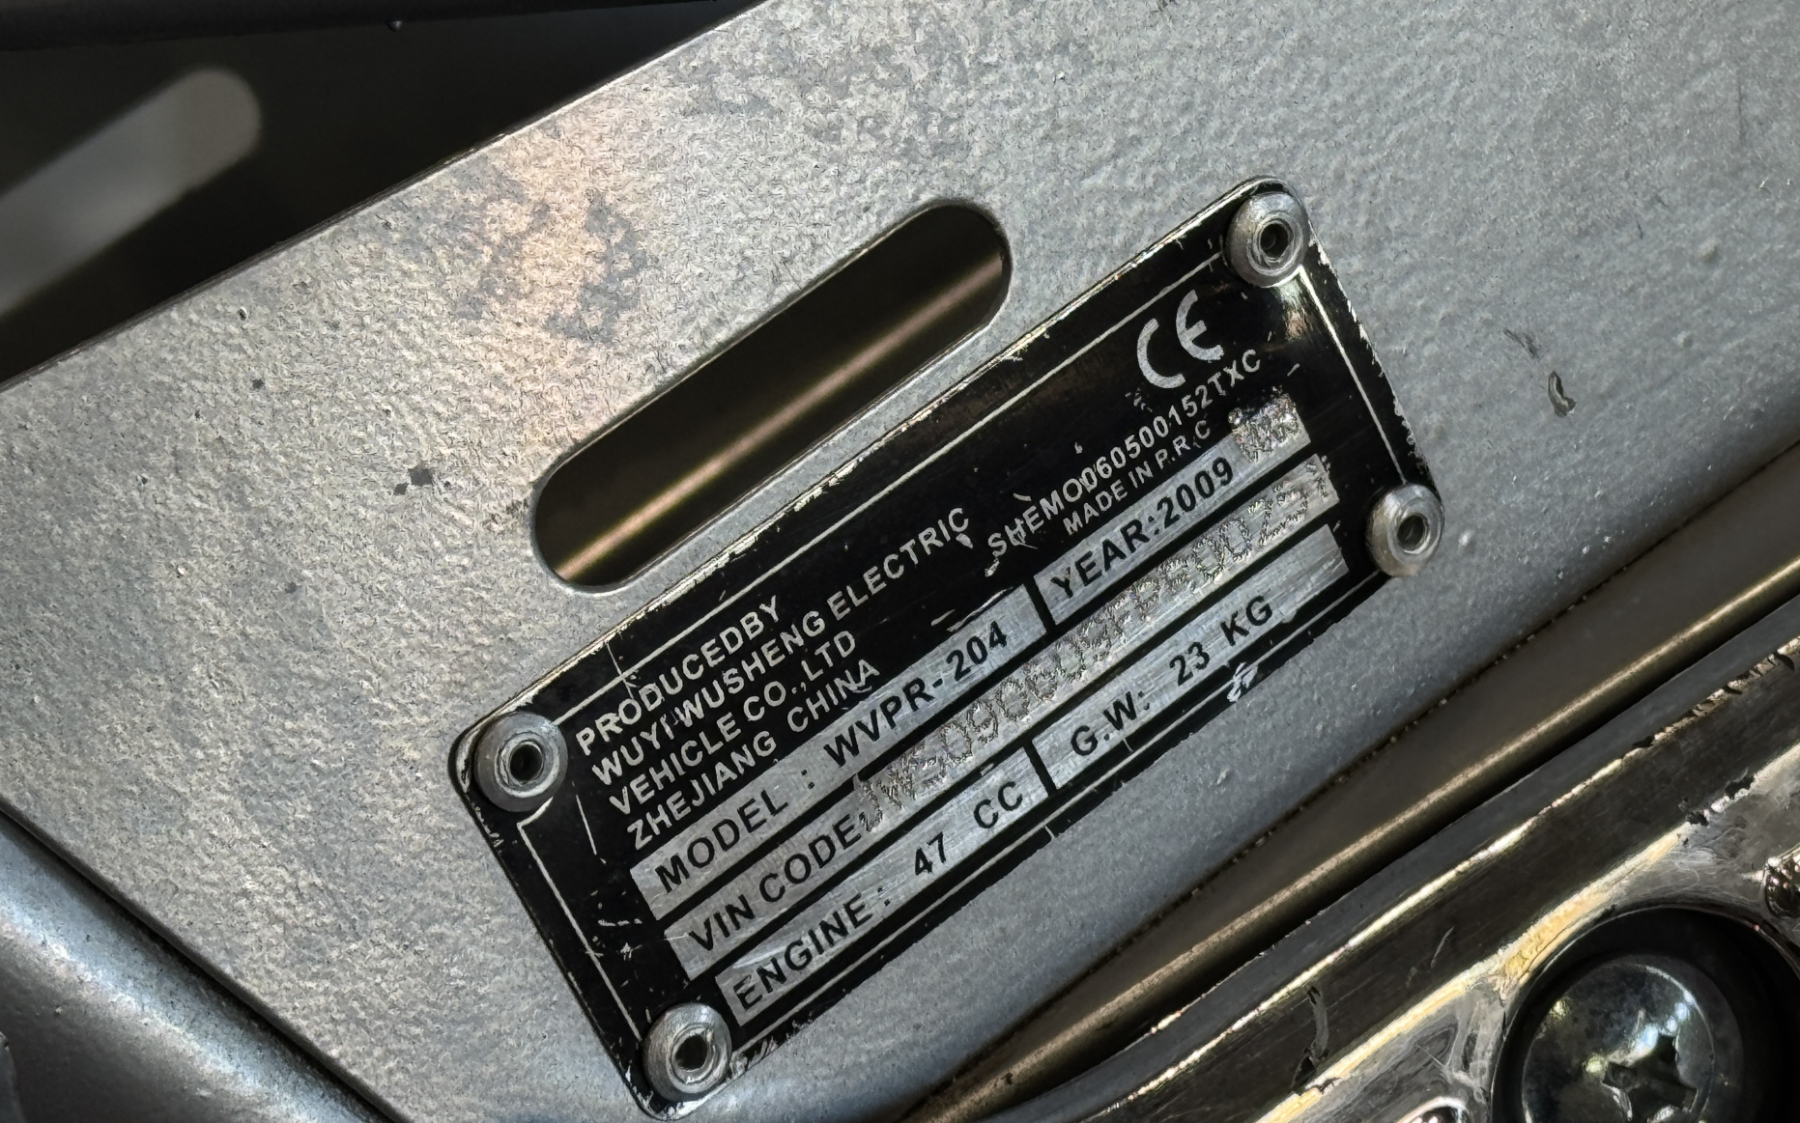 CE
SHEMO060500152TXC
MADE IN P.R.C
PRODUCEDBY
WUYI WUSHENG ELECTRIC
VEHICLE CO.,LTD
ZHEJIANG CHINA
MODEL : WVPR-204 YEAR:2009
VIN CODE:
ENGINE : 47 CC G.W: 23 KG